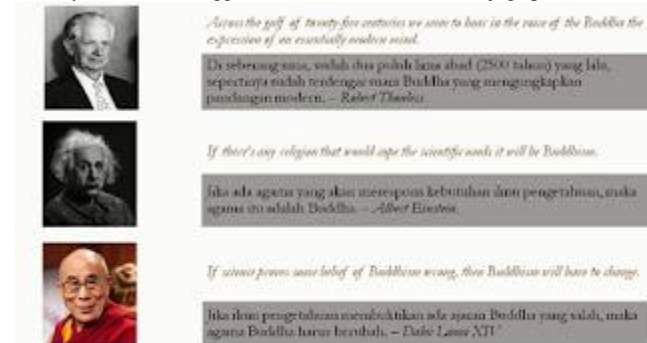 Across the gulf of twenty-five centuries we seem to hear in the voice of the Buddha the
expression of an essentially modern mind.
Di seberang sana, sudah dua puluh lima abad (2500 tahun) yang lalu,
sepertinya sudah terdengar suara Buddha yang mengungkapkan
pandangan modern. – Robert
If there's any religion that would cope the scientific needs it will be Buddhism.
Jika ada agama yang akan merespons kebutuhan ilmu pengetahuan, maka
agama itu adalah Buddha. – Albert Einstein
If science proves some belief of Buddhism wrong, then Buddhism will have to change.
Jika ilmu pengetahuan membuktikan ada ajaran Buddha yang salah, maka
agama Buddha harus berubah. – Dalai Lama XIV